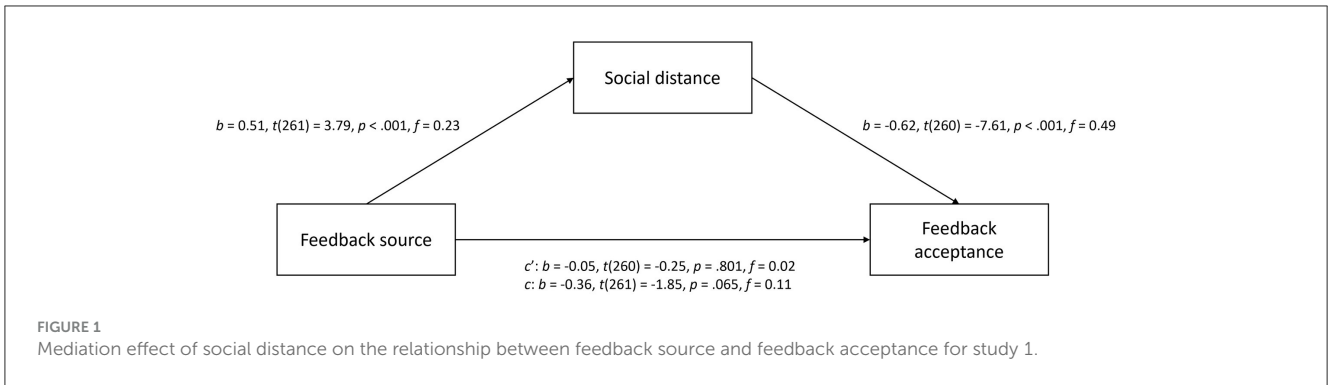 Social distance
b = 0.51, t(261) = 3.79, p < .001, f = 0.23
b = -0.62, t(260) = -7.61, p < .001, f = 0.49
Feedback source
Feedback
acceptance
c’: b = -0.05, t(260) = -0.25, p = .801, f = 0.02
c: b = -0.36, t(261) = -1.85, p = .065, f = 0.11
FIGURE 1
Mediation effect of social distance on the relationship between feedback source and feedback acceptance for study 1.